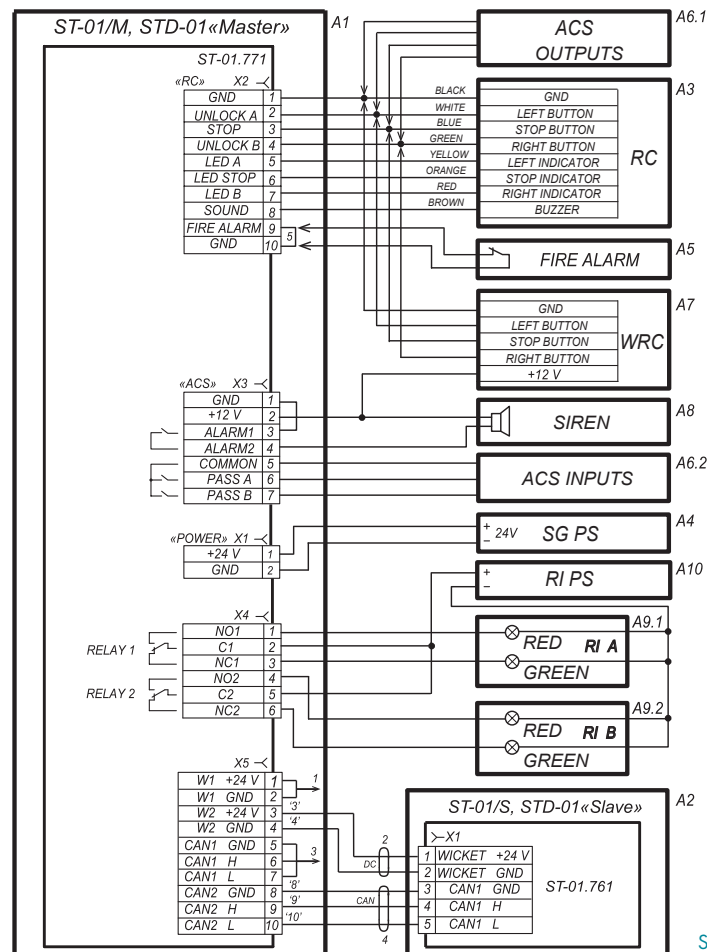 ST-01/M, STD-01«Master»
A1
ST-01.771
«RC» X2
GND 1
UNLOCK A 2
STOP 3
UNLOCK B 4
LED A 5
LED STOP 6
LED B 7
SOUND 8
FIRE ALARM 9
GND 10
5
BLACK
WHITE
BLUE
GREEN
YELLOW
ORANGE
RED
BROWN
ACS
OUTPUTS
A6.1
A3
GND
LEFT BUTTON
STOP BUTTON
RIGHT BUTTON
LEFT INDICATOR
STOP INDICATOR
RIGHT INDICATOR
BUZZER
RC
FIRE ALARM
A5
A7
GND
LEFT BUTTON
STOP BUTTON
RIGHT BUTTON
+12 V
WRC
«ACS» X3
GND 1
+12 V 2
ALARM1 3
ALARM2 4
COMMON 5
PASS A 6
PASS B 7
SIREN
A8
ACS INPUTS
A6.2
«POWER» X1
+24 V 1
GND 2
+ 24V SG PS
−
A4
+ RI PS
−
A10
X4
NO1 1
C1 2
NC1 3
NO2 4
C2 5
NC2 6
RELAY 1
RELAY 2
A9.1
RED RI A
GREEN
A9.2
RED RI B
GREEN
X5
W1 +24 V 1
W1 GND 2
W2 +24 V 3
W2 GND 4
CAN1 GND 5
CAN1 H 6
CAN1 L 7
CAN2 GND 8
CAN2 H 9
CAN2 L 10
1
'3'
'4'
3
'8'
'9'
'10'
2
DC
CAN
4
ST-01/S, STD-01«Slave»
A2
X1
1 WICKET +24 V
2 WICKET GND
3 CAN1 GND
4 CAN1 H
5 CAN1 L
ST-01.761
S